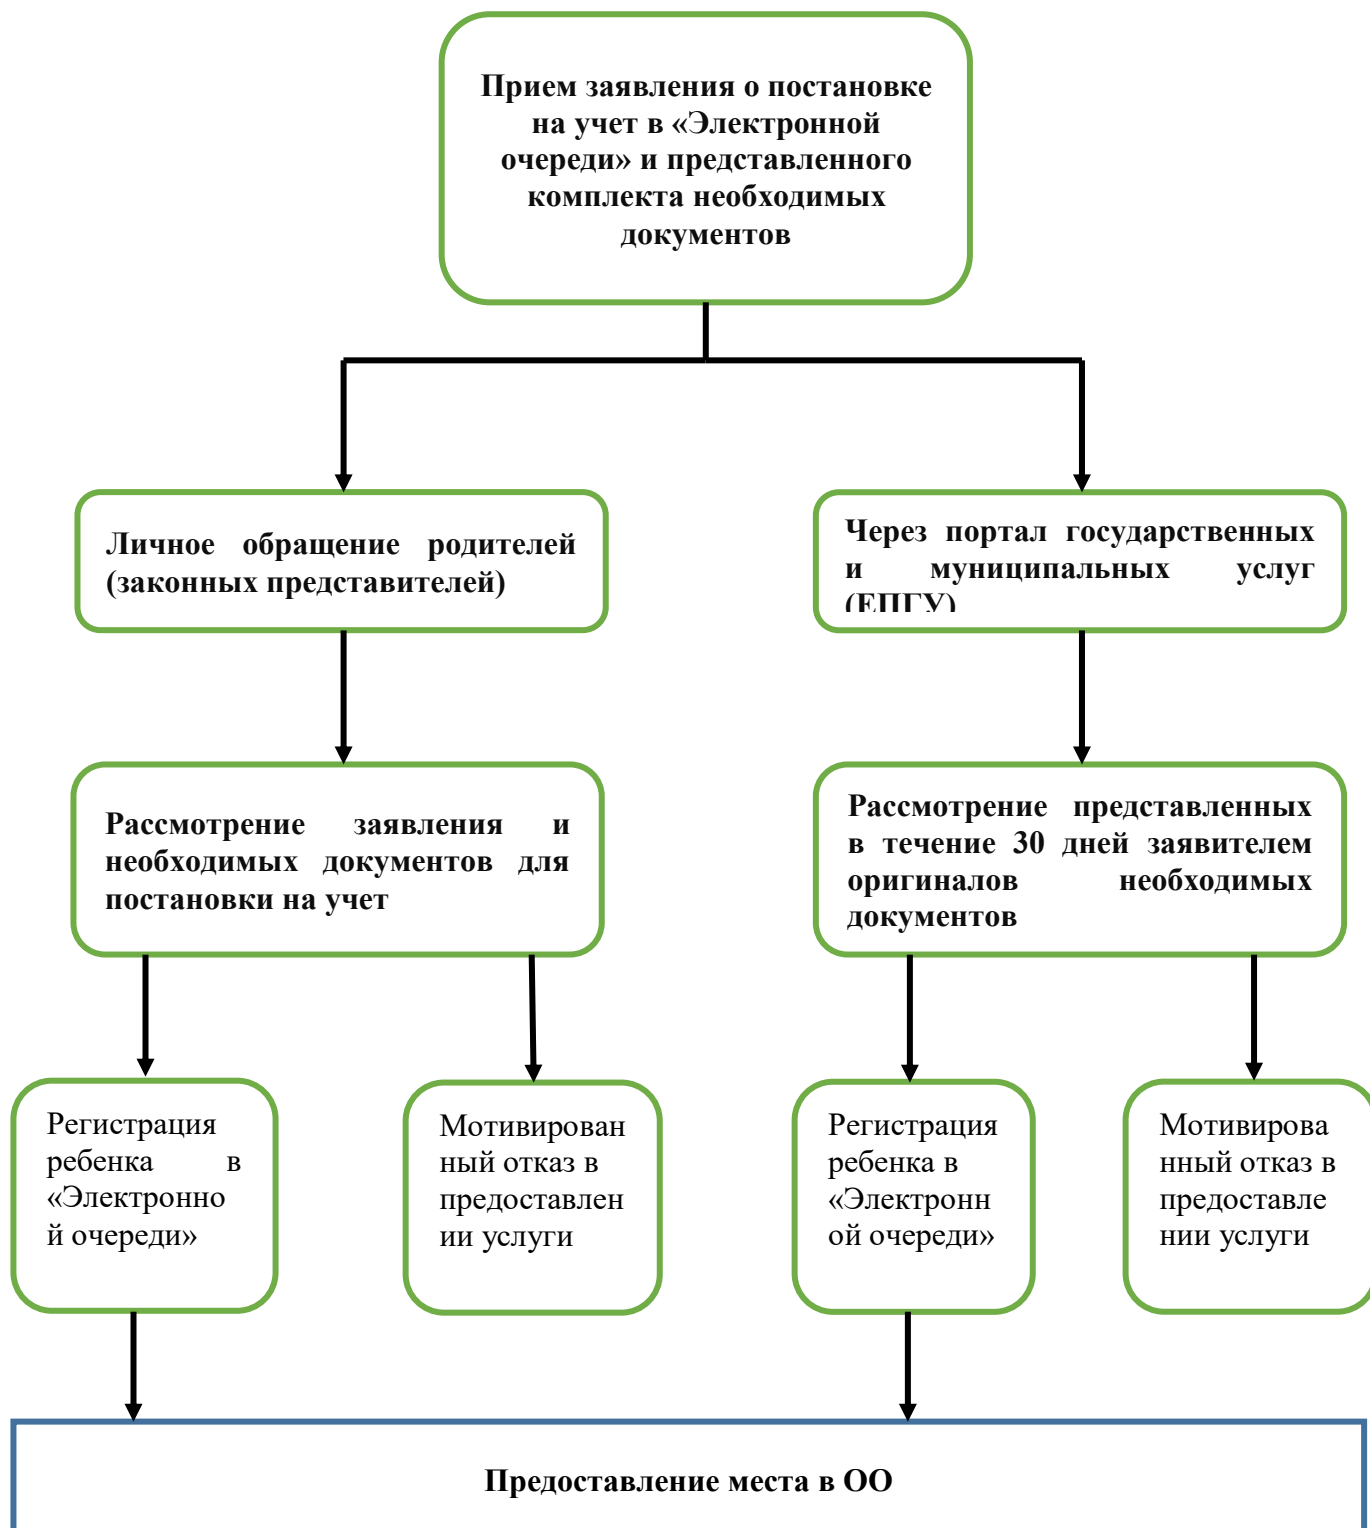 Прием заявления о постановке
на учет в «Электронной
очереди» и представленного
комплекта необходимых
документов
Личное обращение родителей
(законных представителей)
Через портал государственных
и муниципальных услуг
(ЕПГУ)
Рассмотрение заявления и
необходимых документов для
постановки на учет
Рассмотрение представленных
в течение 30 дней заявителем
оригиналов необходимых
документов
Регистрация
ребенка в
«Электронно
й очереди»
Мотивирован
ный отказ в
предоставлен
ии услуги
Регистрация
ребенка в
«Электронн
ой очереди»
Мотивирова
нный отказ в
предоставле
нии услуги
Предоставление места в ОО